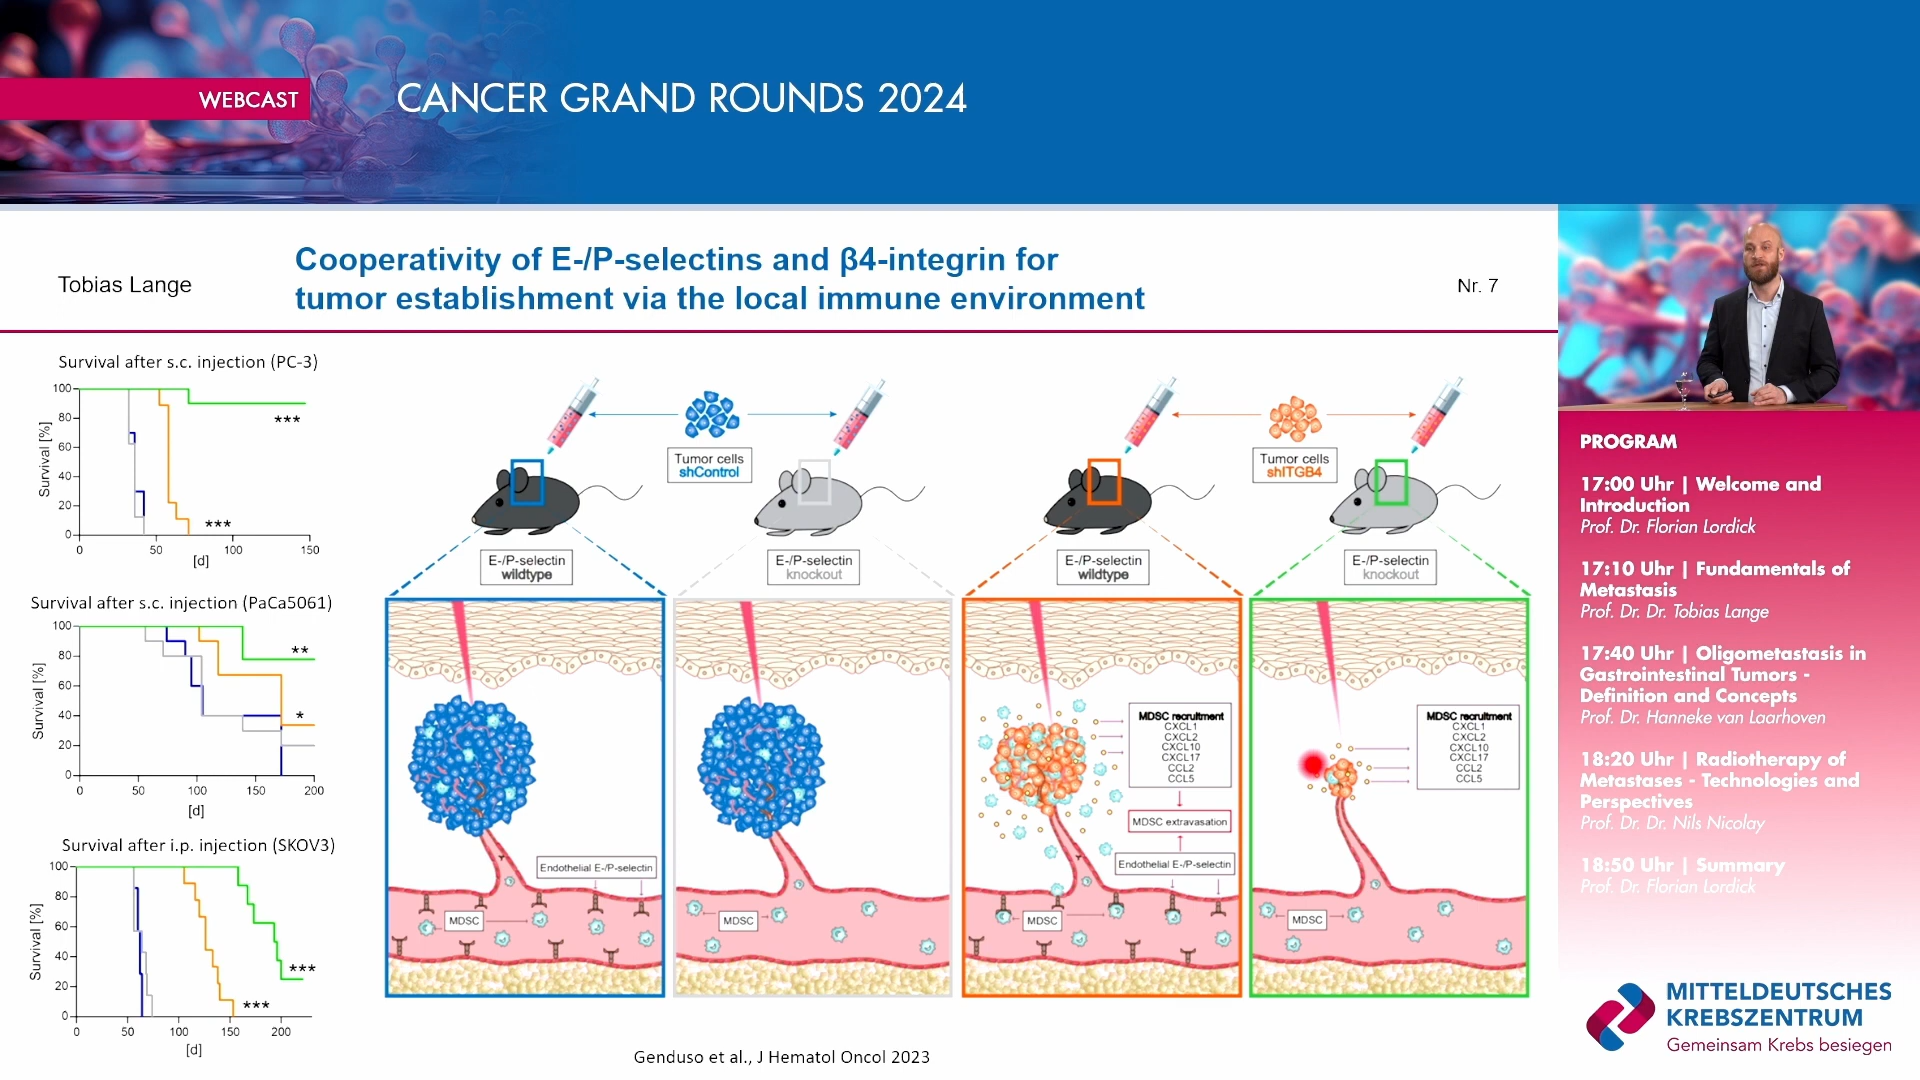 WEBCAST
CANCER GRAND ROUNDS 2024
Tobias Lange
Cooperativity of E-/P-selectins and β4-integrin for
tumor establishment via the local immune environment
Nr. 7
Survival after s.c. injection (PC-3)
Survival [%]
100
80
60
40
20
0
***
***
0 50 100 150
[d]
Survival after s.c. injection (PaCa5061)
Survival [%]
100
80
60
40
20
0
**
*
0 50 100 150 200
[d]
Survival after i.p. injection (SKOV3)
Survival [%]
100
80
60
40
20
0
***
***
0 50 100 150 200
[d]
Tumor cells
shControl
Tumor cells
shITGB4
E-/P-selectin
wildtype
E-/P-selectin
knockout
E-/P-selectin
wildtype
E-/P-selectin
knockout
Endothelial E-/P-selectin
MDSC
MDSC
MDSC recruitment
CXCL1
CXCL2
CXCL10
CXCL17
CCL2
CCL5
MDSC extravasation
Endothelial E-/P-selectin
MDSC
MDSC recruitment
CXCL1
CXCL2
CXCL10
CXCL17
CCL2
CCL5
MDSC
Genduso et al., J Hematol Oncol 2023
PROGRAM
17:00 Uhr | Welcome and
Introduction
Prof. Dr. Florian Lordick
17:10 Uhr | Fundamentals of
Metastasis
Prof. Dr. Dr. Tobias Lange
17:40 Uhr | Oligometastasis in
Gastrointestinal Tumors -
Definition and Concepts
Prof. Dr. Hanneke van Laarhoven
18:20 Uhr | Radiotherapy of
Metastases - Technologies and
Perspectives
Prof. Dr. Dr. Nils Nicolay
18:50 Uhr | Summary
Prof. Dr. Florian Lordick
MITTELDEUTSCHES
KREBSZENTRUM
Gemeinsam Krebs besiegen